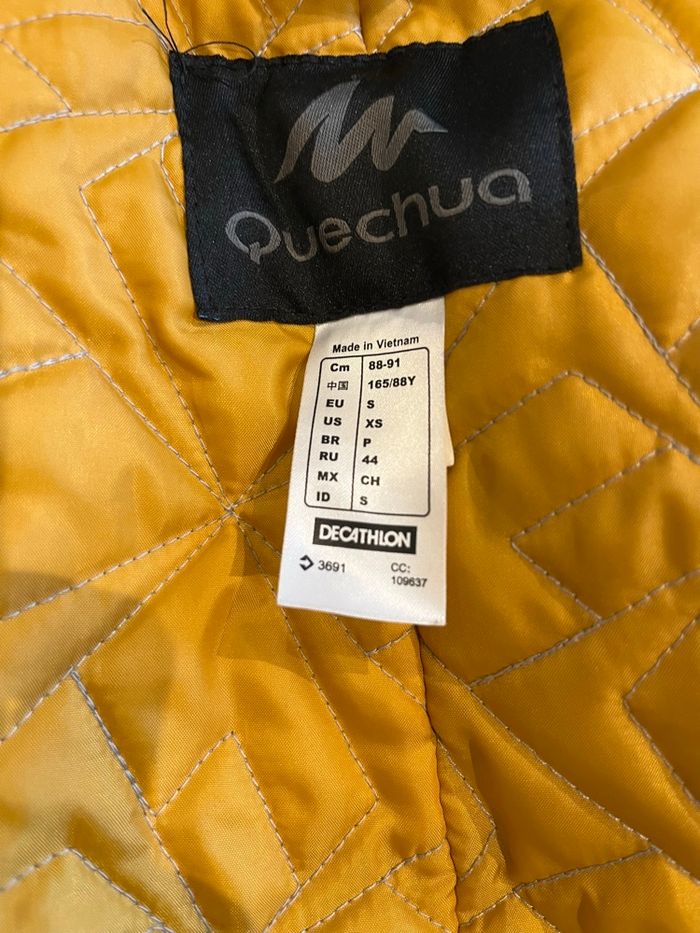 Quechua
Made in Vietnam
Cm 88-91
中国 165/88Y
EU S
US XS
BR P
RU 44
MX CH
ID S
DECATHLON
3691 CC:
109637